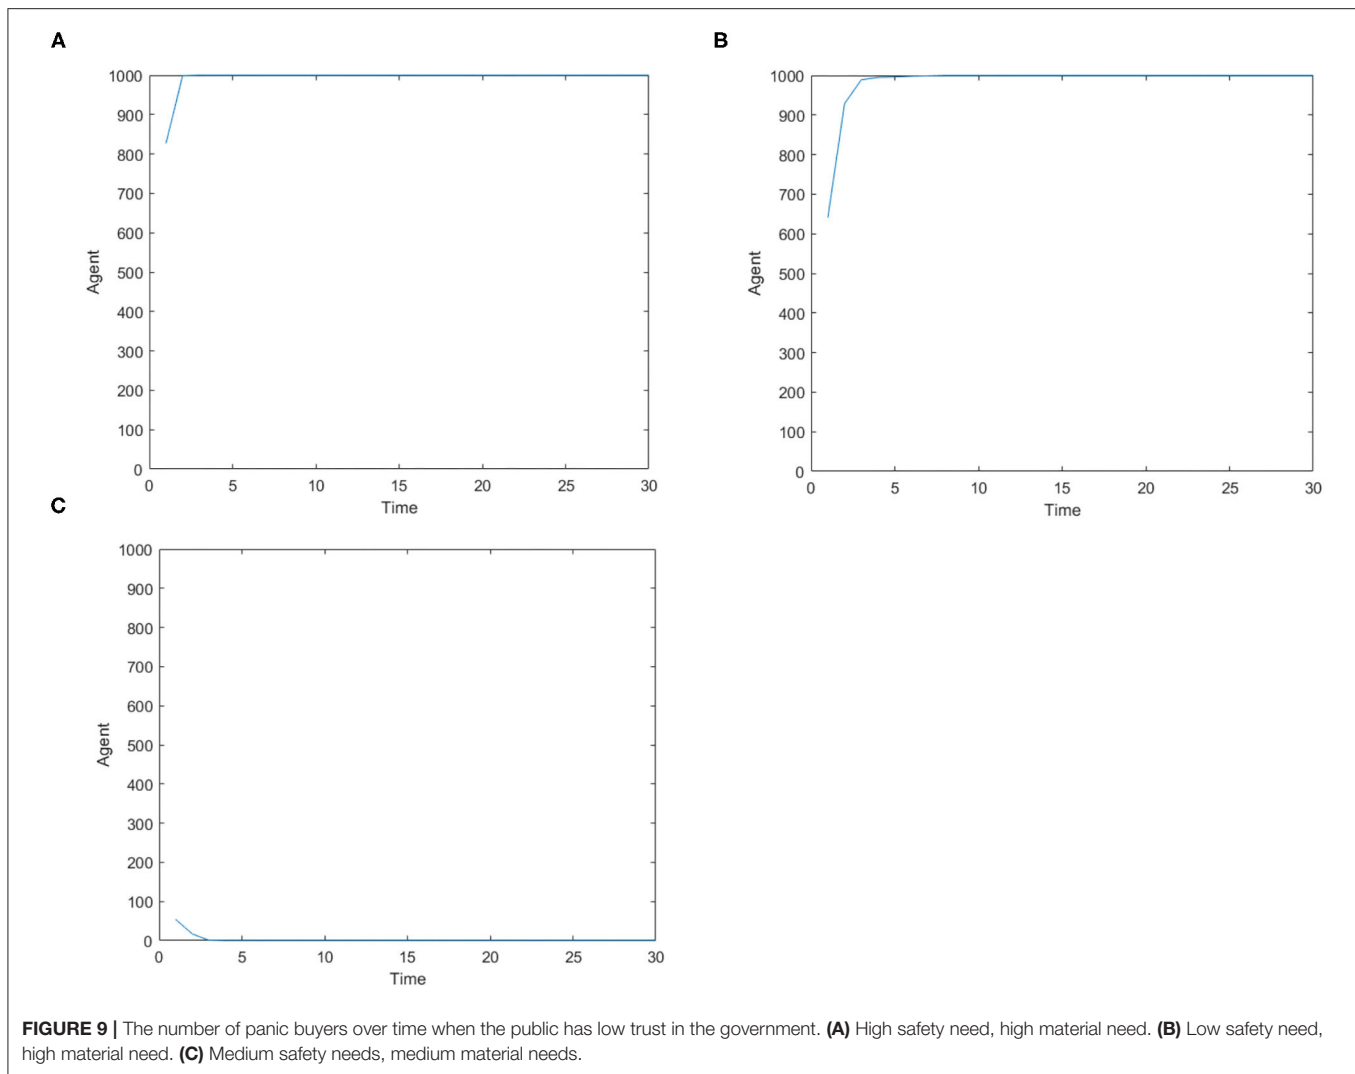 A
1000
900
800
700
600
500
400
300
200
100
0
Agent
0 5 10 15 20 25 30
Time
B
1000
900
800
700
600
500
400
300
200
100
0
Agent
0 5 10 15 20 25 30
Time
C
1000
900
800
700
600
500
400
300
200
100
0
Agent
0 5 10 15 20 25 30
Time
FIGURE 9 | The number of panic buyers over time when the public has low trust in the government. (A) High safety need, high material need. (B) Low safety need,
high material need. (C) Medium safety needs, medium material needs.